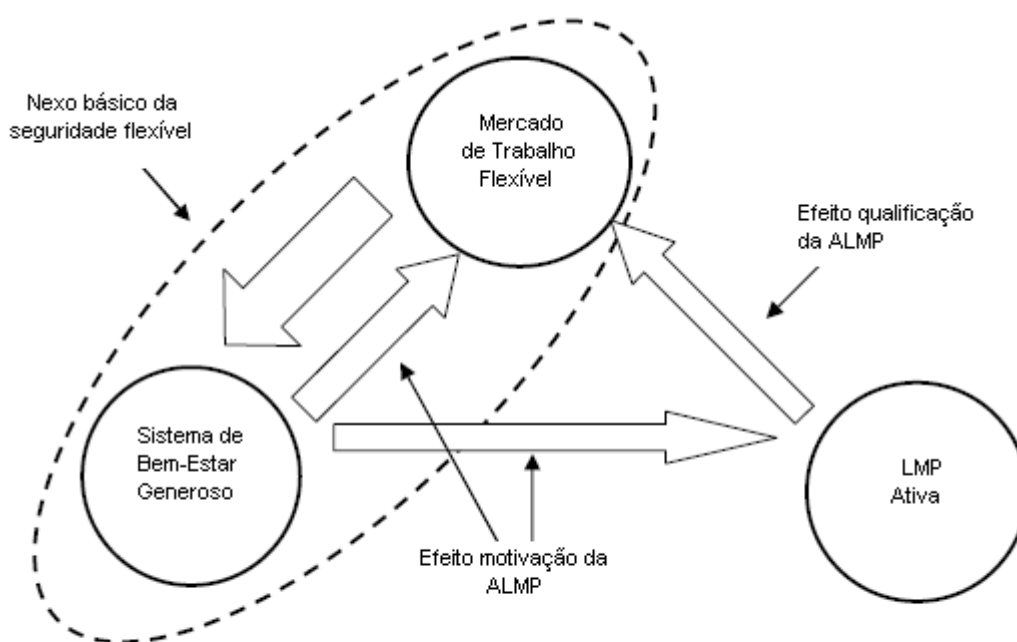 Nexo básico da
seguridade flexível
Mercado
de Trabalho
Flexível
Efeito qualificação
da ALMP
Sistema de
Bem-Estar
Generoso
LMP
Ativa
Efeito motivação da
ALMP